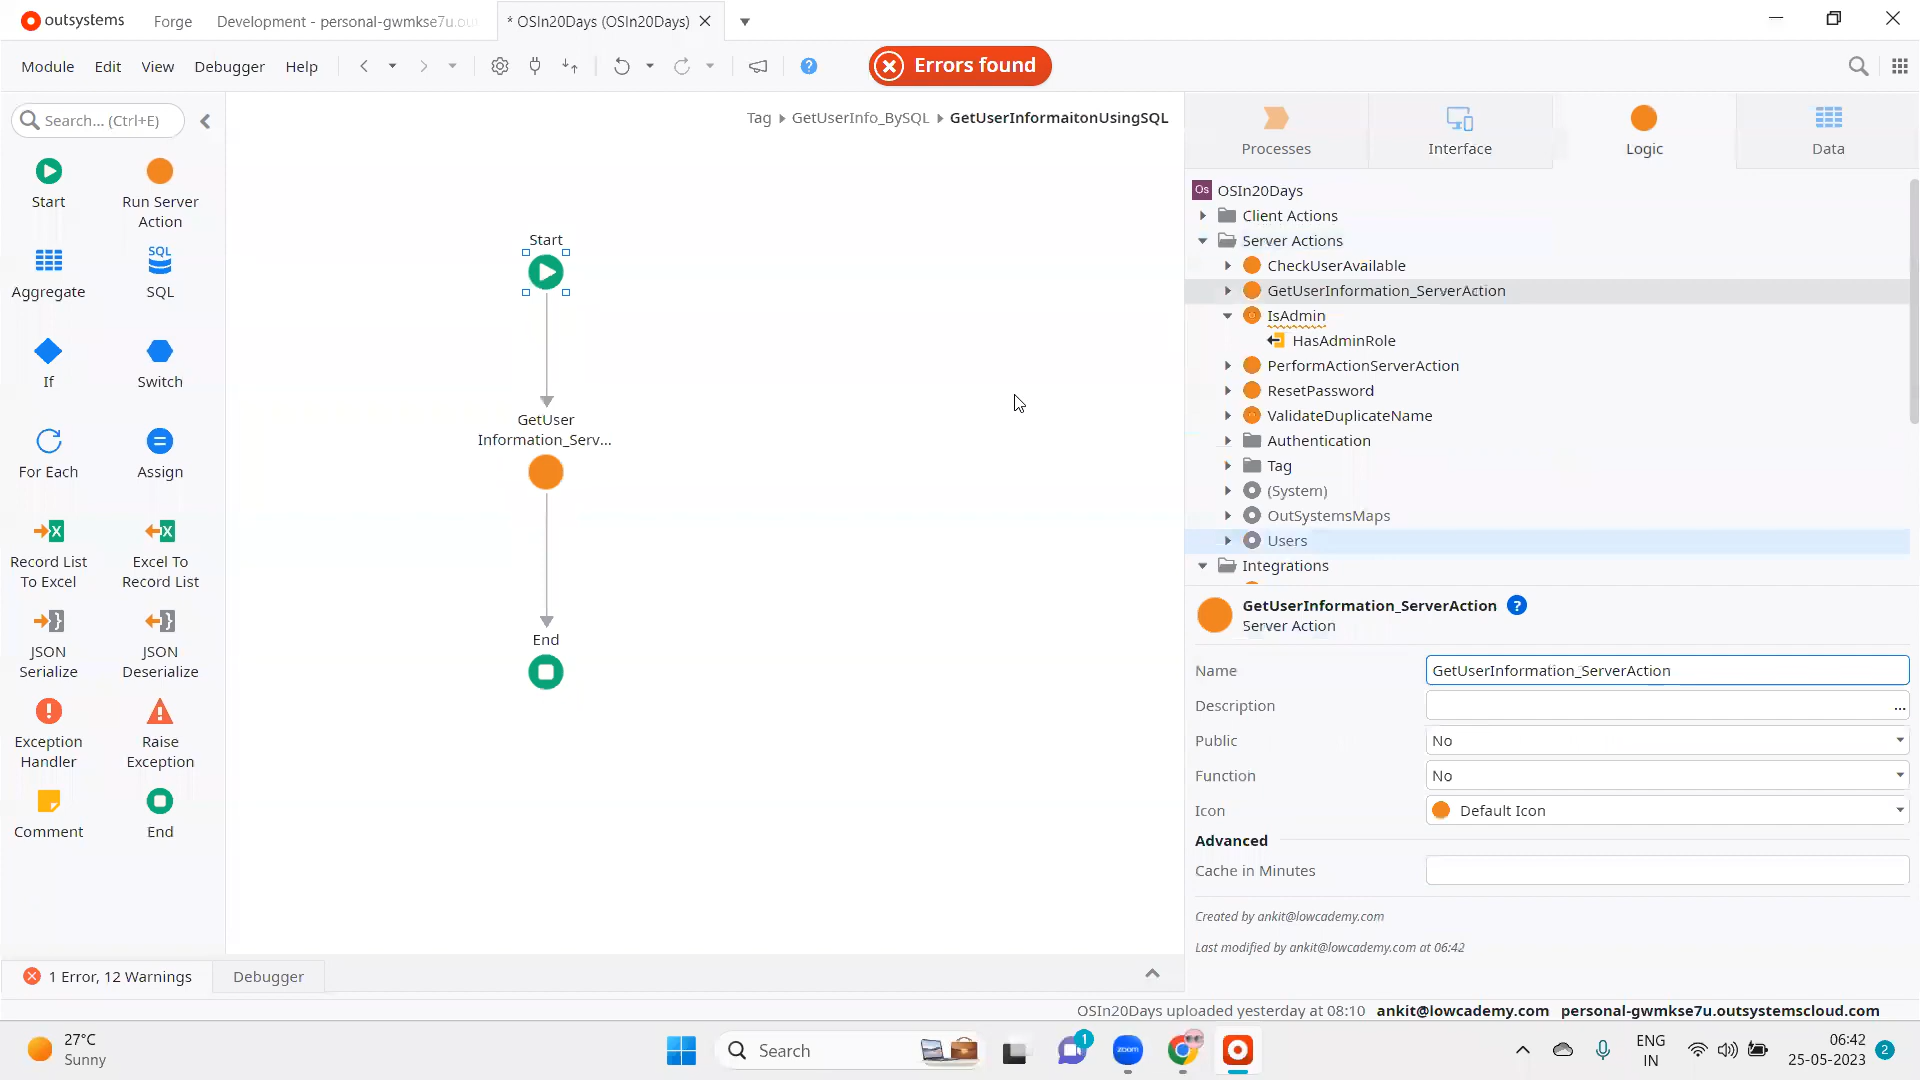 outsystems
Forge
Development - personal-gwmkse7u.ou
* OSIn20Days (OSIn20Days)
Module
Edit
View
Debugger
Help
Errors found
Search... (Ctrl+E)
Start
Run Server
Action
Aggregate
SQL
SQL
If
Switch
For Each
Assign
Record List
To Excel
Excel To
Record List
JSON
Serialize
JSON
Deserialize
Exception
Handler
Raise
Exception
Comment
End
Tag
GetUserInfo_BySQL
GetUserInformaitonUsingSQL
Start
GetUser
Information_Serv...
End
Processes
Interface
Logic
Data
Os OSIn20Days
Client Actions
Server Actions
CheckUserAvailable
GetUserInformation_ServerAction
IsAdmin
HasAdminRole
PerformActionServerAction
ResetPassword
ValidateDuplicateName
Authentication
Tag
(System)
OutSystemsMaps
Users
Integrations
GetUserInformation_ServerAction ?
Server Action
Name GetUserInformation_ServerAction
Description ...
Public No
Function No
Icon Default Icon
Advanced
Cache in Minutes
Created by ankit@lowcademy.com
Last modified by ankit@lowcademy.com at 06:42
1 Error, 12 Warnings
Debugger
OSIn20Days uploaded yesterday at 08:10 ankit@lowcademy.com personal-gwmkse7u.outsystemscloud.com
27°C
Sunny
Search
1
zoom
ENG
IN
06:42
25-05-2023
2